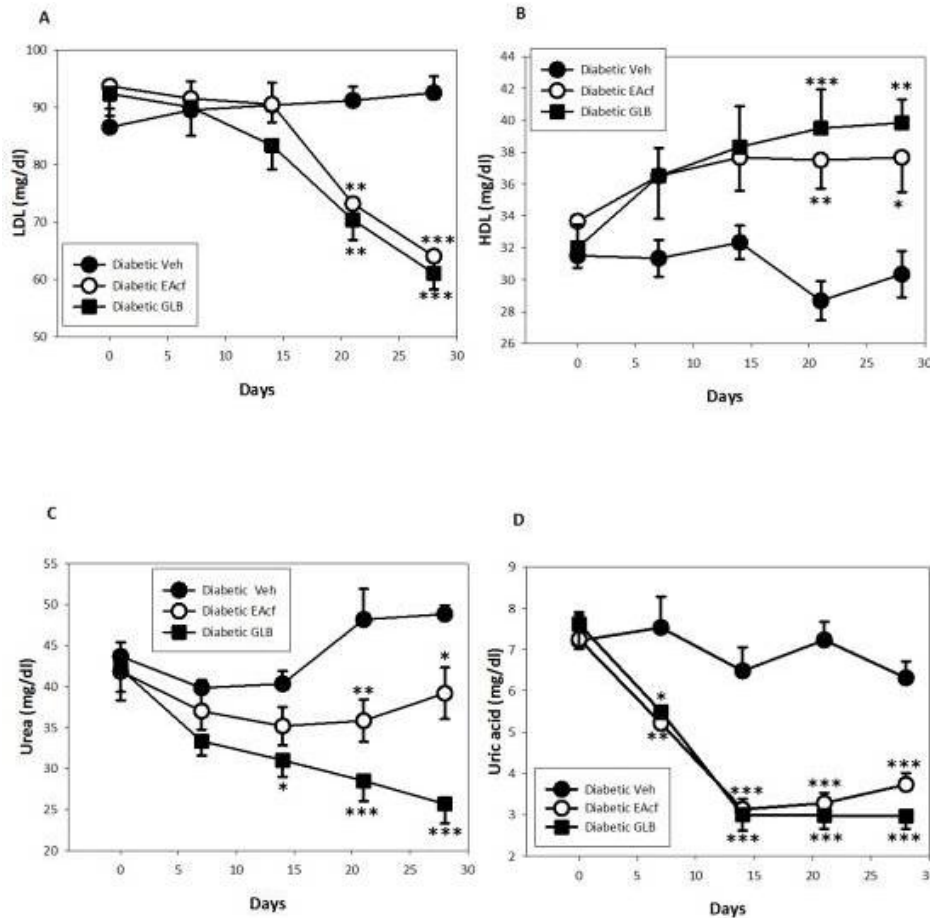 A
100
90
80
70
60
50
LDL (mg/dl)
**
**
***
***
Diabetic Veh
Diabetic EAcf
Diabetic GLB
0 5 10 15 20 25 30
Days
B
44
42
40
38
36
34
32
30
28
26
HDL (mg/dl)
Diabetic Veh
Diabetic EAcf
Diabetic GLB
***
**
**
*
0 5 10 15 20 25 30
Days
C
55
50
45
40
35
30
25
20
Urea (mg/dl)
Diabetic Veh
Diabetic EAcf
Diabetic GLB
*
**
*
***
***
0 5 10 15 20 25 30
Days
D
9
8
7
6
5
4
3
2
Uric acid (mg/dl)
*
**
***
***
***
***
***
***
Diabetic Veh
Diabetic EAcf
Diabetic GLB
0 5 10 15 20 25 30
Days